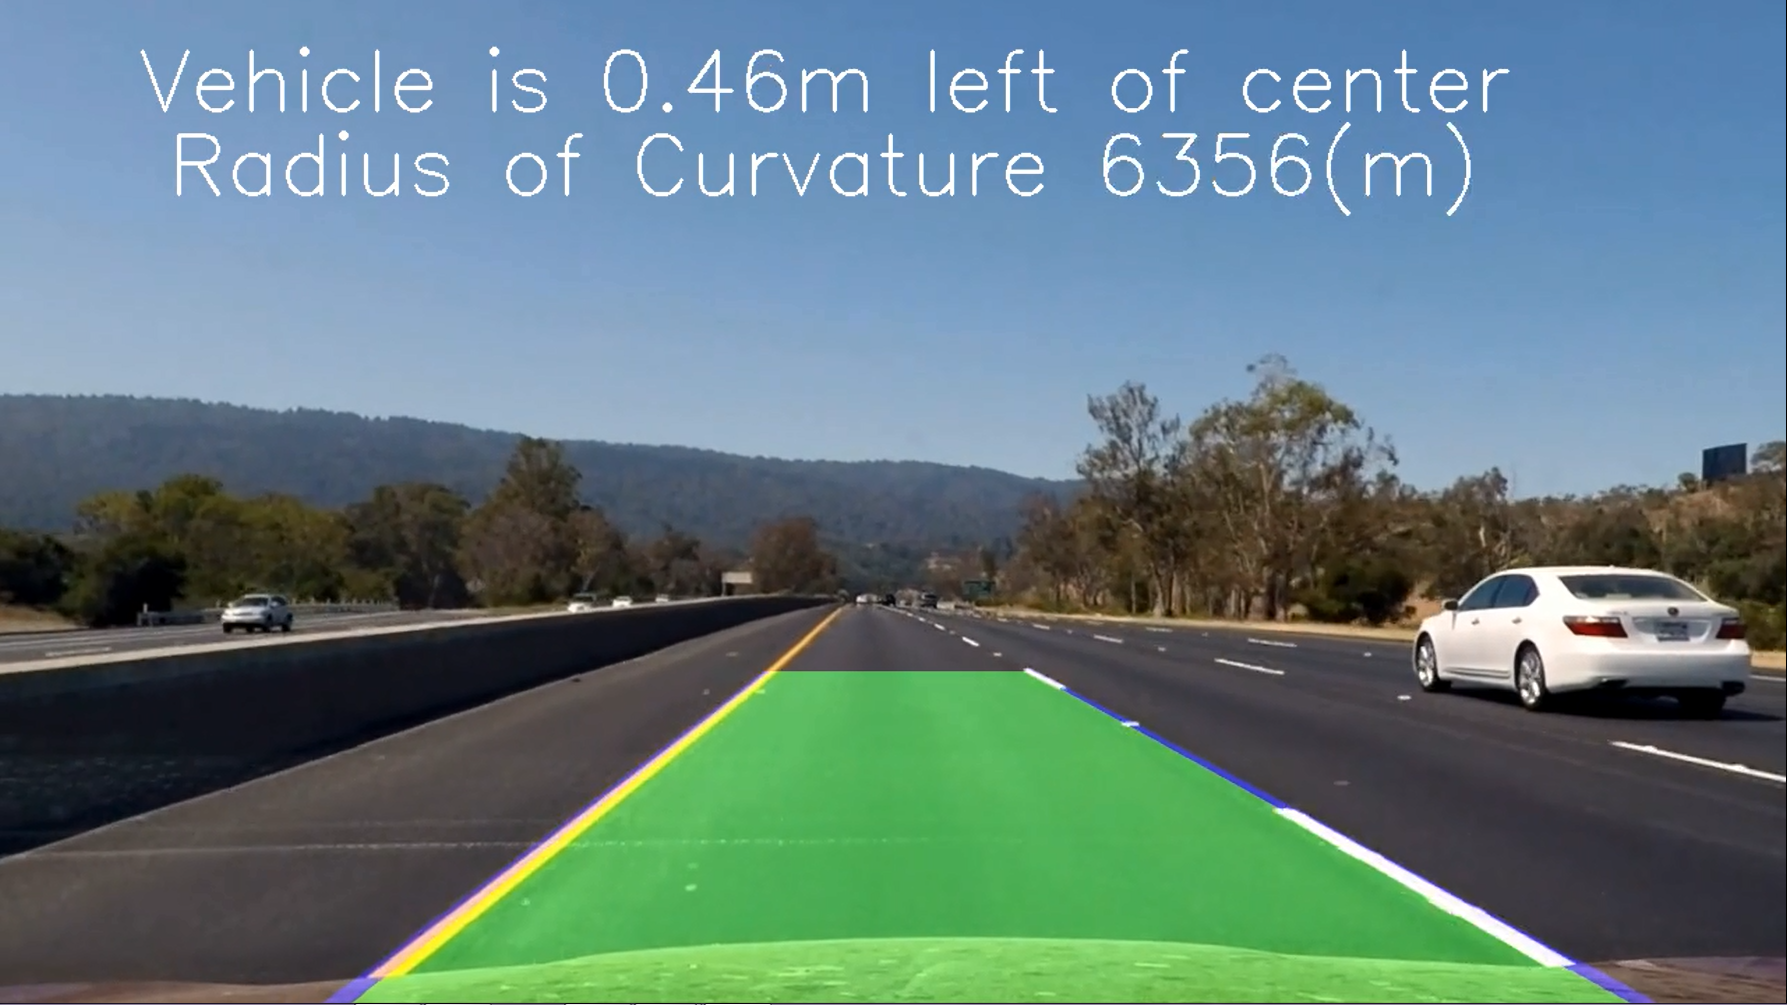 Vehicle is 0.46m left of center
Radius of Curvature 6356(m)